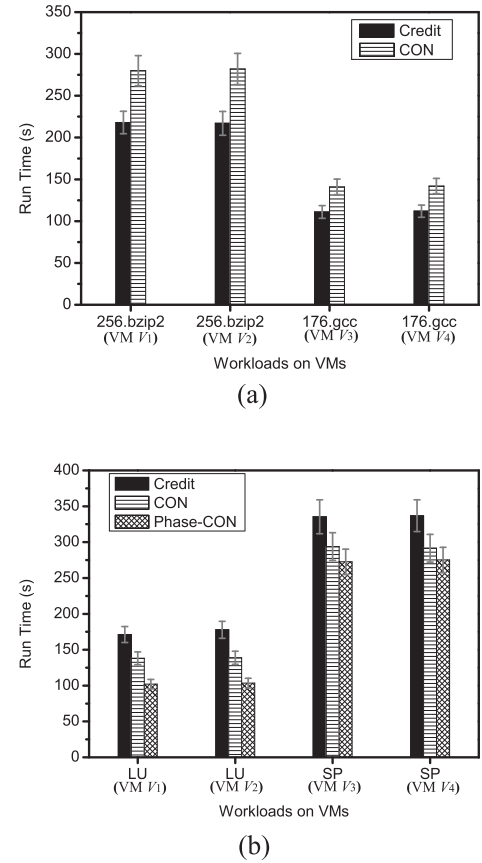 350
300
250
200
150
100
50
0
Run Time (s)
Credit
CON
256.bzip2 256.bzip2 176.gcc 176.gcc
(VM V1) (VM V2) (VM V3) (VM V4)
Workloads on VMs
(a)
400
350
300
250
200
150
100
50
0
Run Time (s)
Credit
CON
Phase-CON
LU LU SP SP
(VM V1) (VM V2) (VM V3) (VM V4)
Workloads on VMs
(b)